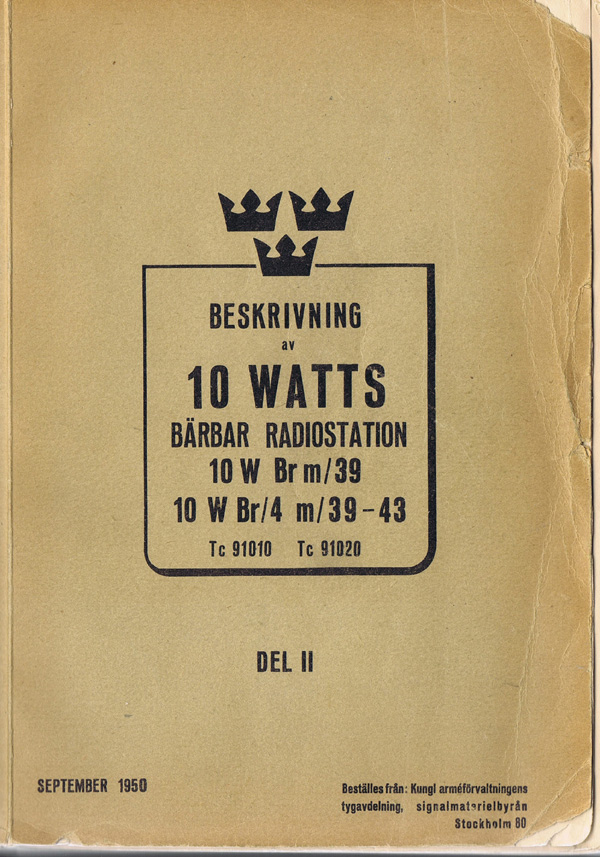 BESKRIVNING
av
10 WATTS
BÄRBAR RADIOSTATION
10 W Br m/39
10 W Br/4 m/39-43
Tc 91010 Tc 91020
DEL II
SEPTEMBER 1950
Beställes från: Kungl arméförvaltningens
tygavdelning, signalmaterielbyrån
Stockholm 80